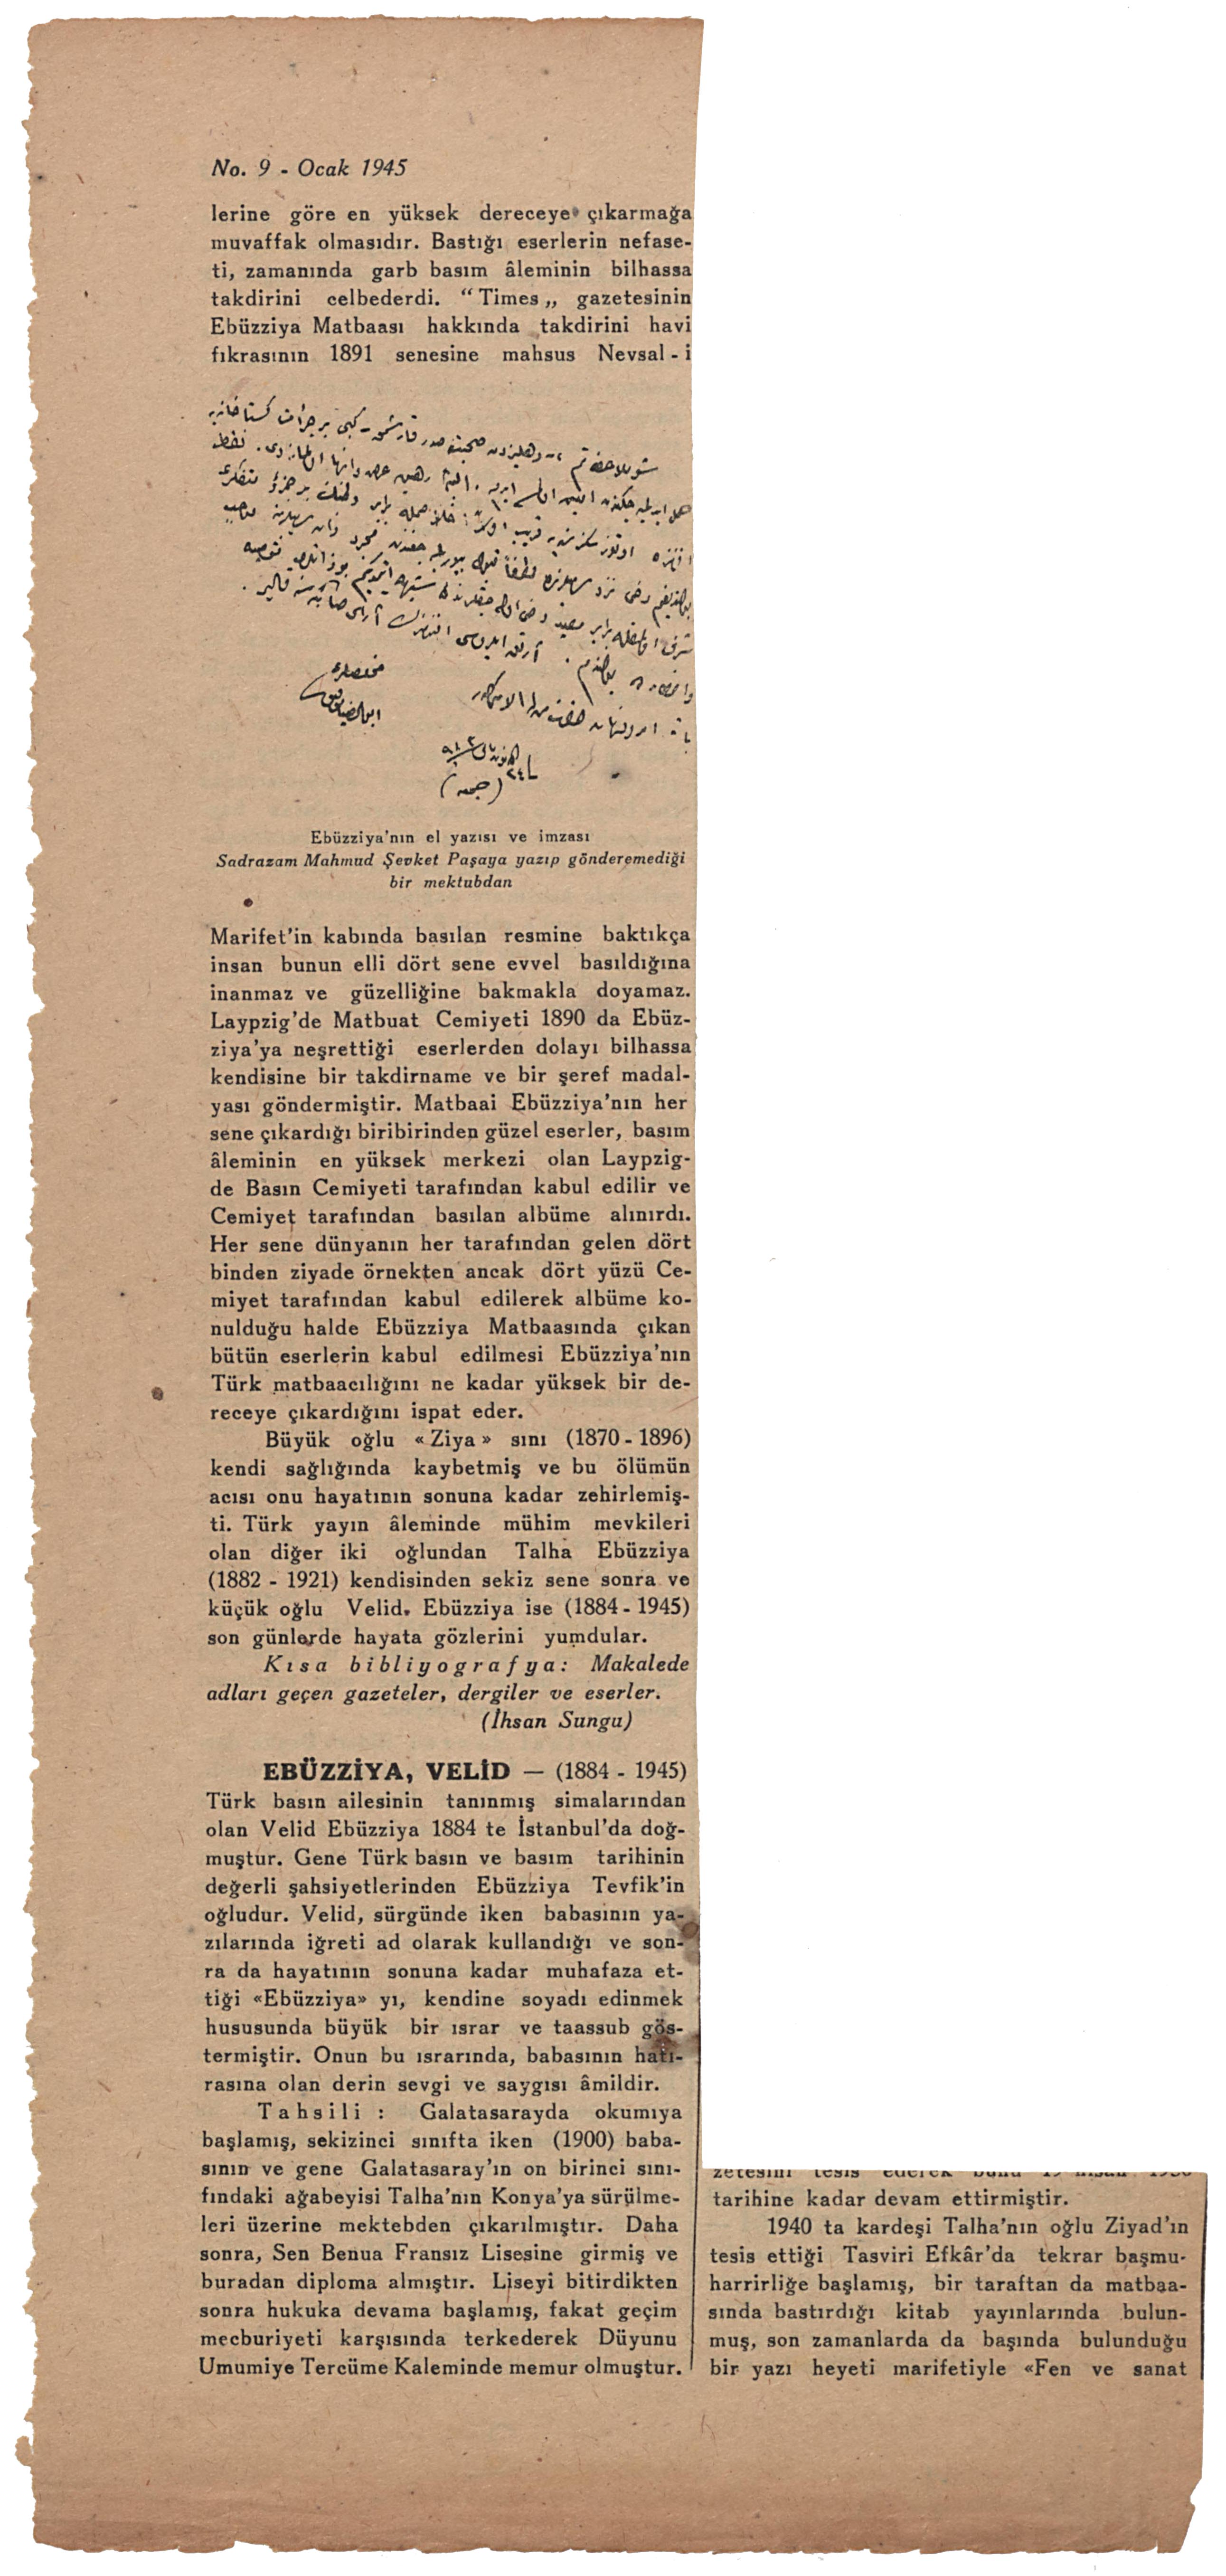 No. 9 - Ocak 1945
lerine göre en yüksek dereceye çıkarmağa
muvaffak olmasıdır. Bastığı eserlerin nefase-
ti, zamanında garb basım âleminin bilhassa
takdirini celbederdi. “Times„ gazetesinin
Ebüzziya Matbaası hakkında takdirini havi
fıkrasının 1891 senesine mahsus Nevsal - i
Ebüzziya'nın el yazısı ve imzası
Sadrazam Mahmud Şevket Paşaya yazıp gönderemediği
bir mektubdan
Marifet'in kabında basılan resmine baktıkça
insan bunun elli dört sene evvel basıldığına
inanmaz ve güzelliğine bakmakla doyamaz.
Laypzig'de Matbuat Cemiyeti 1890 da Ebüz-
ziya'ya neşrettiği eserlerden dolayı bilhassa
kendisine bir takdirname ve bir şeref madal-
yası göndermiştir. Matbaai Ebüzziya'nın her
sene çıkardığı biribirinden güzel eserler, basım
âleminin en yüksek merkezi olan Laypzig-
de Basın Cemiyeti tarafından kabul edilir ve
Cemiyet tarafından basılan albüme alınırdı.
Her sene dünyanın her tarafından gelen dört
binden ziyade örnekten ancak dört yüzü Ce-
miyet tarafından kabul edilerek albüme ko-
nulduğu halde Ebüzziya Matbaasında çıkan
bütün eserlerin kabul edilmesi Ebüzziya'nın
Türk matbaacılığını ne kadar yüksek bir de-
receye çıkardığını ispat eder.
Büyük oğlu «Ziya» sını (1870 - 1896)
kendi sağlığında kaybetmiş ve bu ölümün
acısı onu hayatının sonuna kadar zehirlemiş-
ti. Türk yayın âleminde mühim mevkileri
olan diğer iki oğlundan Talha Ebüzziya
(1882 - 1921) kendisinden sekiz sene sonra ve
küçük oğlu Velid, Ebüzziya ise (1884 - 1945)
son günlerde hayata gözlerini yumdular.
Kısa bibliyografya: Makalede
adları geçen gazeteler, dergiler ve eserler.
(İhsan Sungu)
EBÜZZİYA, VELİD — (1884 - 1945)
Türk basın ailesinin tanınmış simalarından
olan Velid Ebüzziya 1884 te İstanbul'da doğ-
muştur. Gene Türk basın ve basım tarihinin
değerli şahsiyetlerinden Ebüzziya Tevfik'in
oğludur. Velid, sürgünde iken babasının ya-
zılarında iğreti ad olarak kullandığı ve son-
ra da hayatının sonuna kadar muhafaza et-
tiği «Ebüzziya» yı, kendine soyadı edinmek
hususunda büyük bir ısrar ve taassub gös-
termiştir. Onun bu ısrarında, babasının hatı-
rasına olan derin sevgi ve saygısı âmildir.
Tahsili : Galatasarayda okumıya
başlamış, sekizinci sınıfta iken (1900) baba-
sının ve gene Galatasaray'ın on birinci sını-
fındaki ağabeyisi Talha'nın Konya'ya sürülme-
leri üzerine mektebden çıkarılmıştır. Daha
sonra, Sen Benua Fransız Lisesine girmiş ve
buradan diploma almıştır. Liseyi bitirdikten
sonra hukuka devama başlamış, fakat geçim
mecburiyeti karşısında terkederek Düyunu
Umumiye Tercüme Kaleminde memur olmuştur.
zetesini tesis ederek bunu
tarihine kadar devam ettirmiştir.
1940 ta kardeşi Talha'nın oğlu Ziyad'ın
tesis ettiği Tasviri Efkâr'da tekrar başmu-
harrirliğe başlamış, bir taraftan da matbaa-
sında bastırdığı kitab yayınlarında bulun-
muş, son zamanlarda da başında bulunduğu
bir yazı heyeti marifetiyle «Fen ve sanat